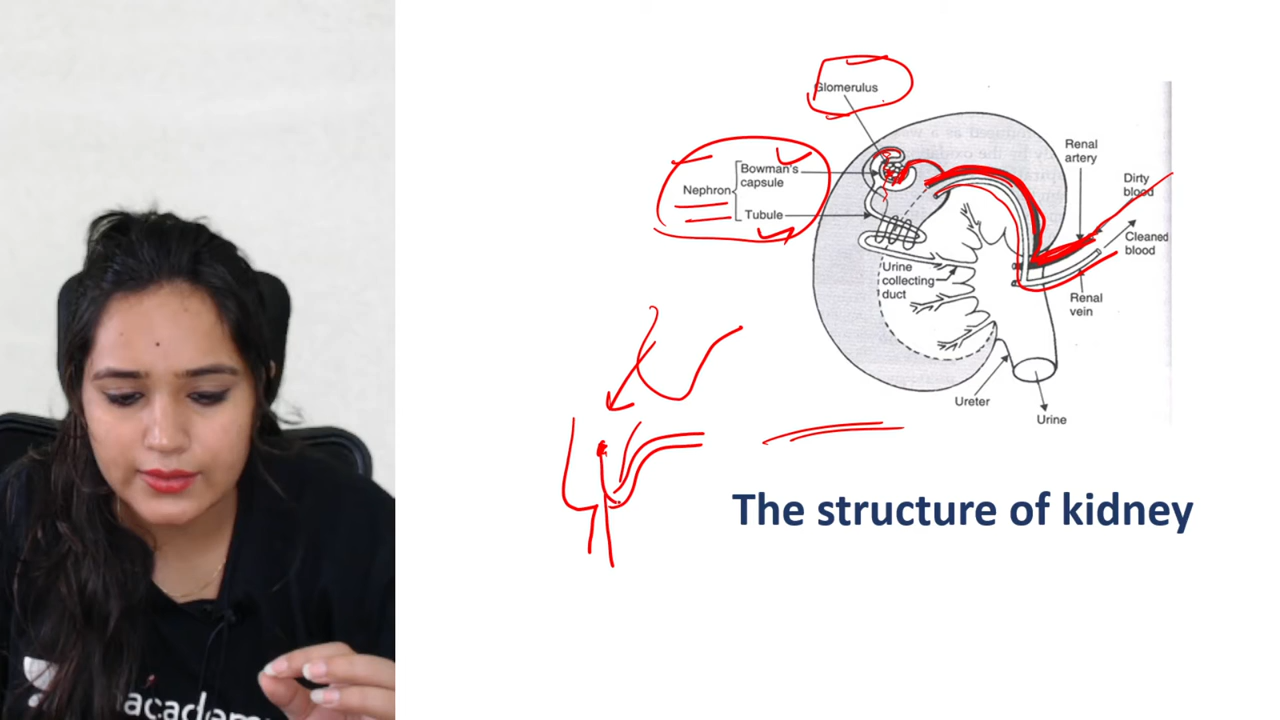 Glomerulus
Renal
artery
Bowman's
capsule
Nephron
Dirty
blood
Tubule
Cleaned
blood
Urine
collecting
duct
Renal
vein
Ureter
Urine
The structure of kidney